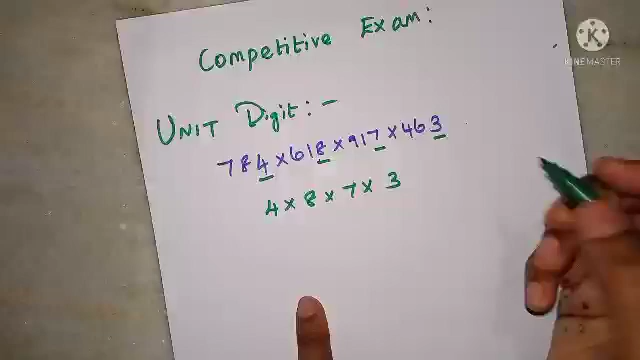 Competitive Exam:
UNIT Digit:-
784×618×917×463
4×8×7×3
K
KINEMASTER